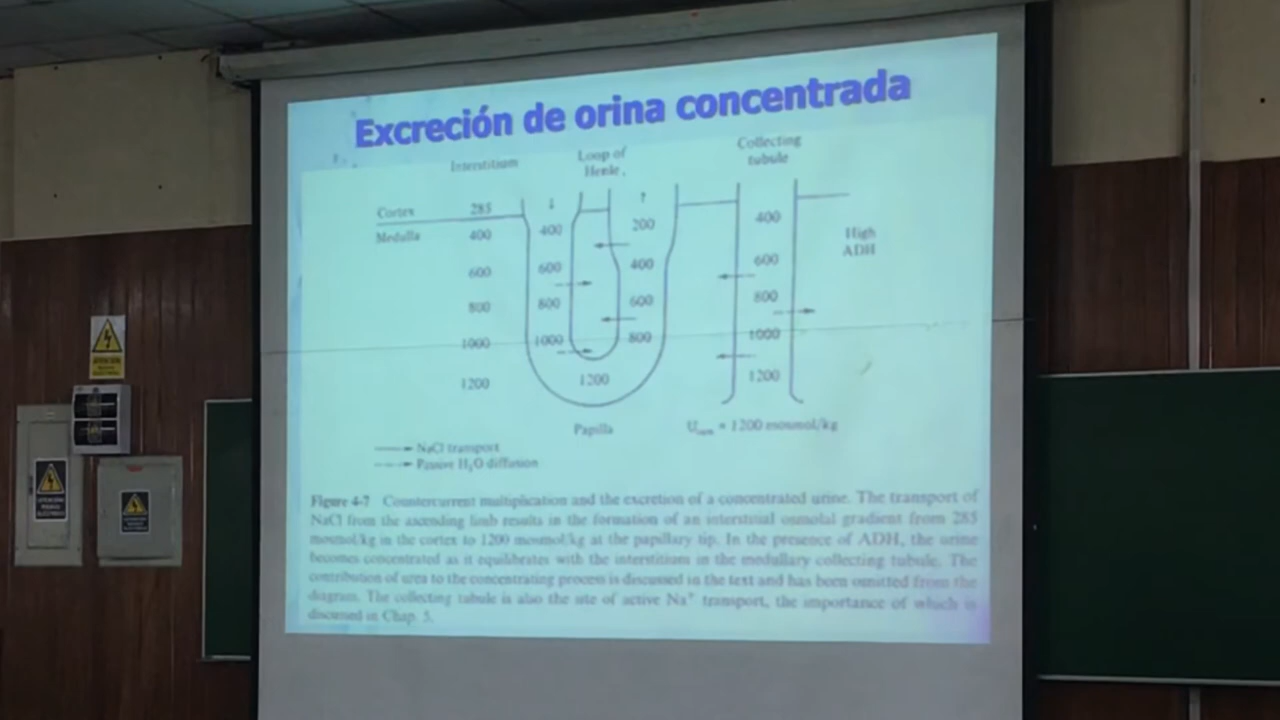 Excreción de orina concentrada
Interstitium
Loop of
Henle
Collecting
tubule
Cortex 285
Medulla 400
600
800
1000
1200
↓
400
600
800
1000
1200
↑
200
400
600
800
400
600
800
1000
1200
High
ADH
Papilla
Uosm = 1200 mosmol/kg
NaCl transport
Passive H₂O diffusion
Figure 4-7 Countercurrent multiplication and the excretion of a concentrated urine. The transport of
NaCl from the ascending limb results in the formation of an interstitial osmolal gradient from 285
mosmol/kg in the cortex to 1200 mosmol/kg at the papillary tip. In the presence of ADH, the urine
becomes concentrated as it equilibrates with the interstitium in the medullary collecting tubule. The
contribution of urea to the concentrating process is discussed in the text and has been omitted from the
diagram. The collecting tubule is also the site of active Na⁺ transport, the importance of which is
discussed in Chap. 5.